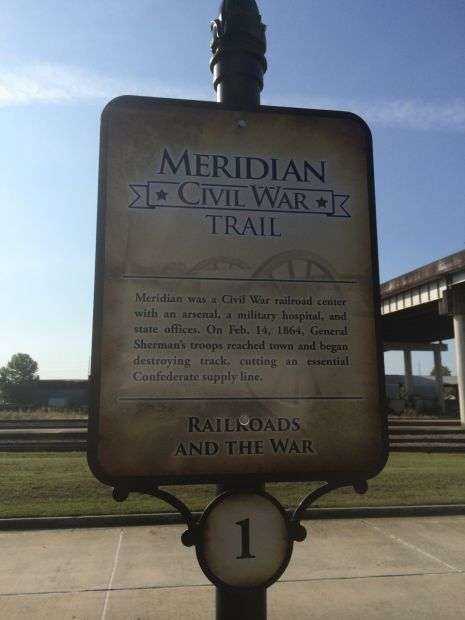 MERIDIAN
CIVIL WAR
TRAIL
Meridian was a Civil War railroad center
with an arsenal, a military hospital, and
state offices. On Feb. 14, 1864, General
Sherman's troops reached town and began
destroying track, cutting an essential
Confederate supply line.
RAILROADS
AND THE WAR
1